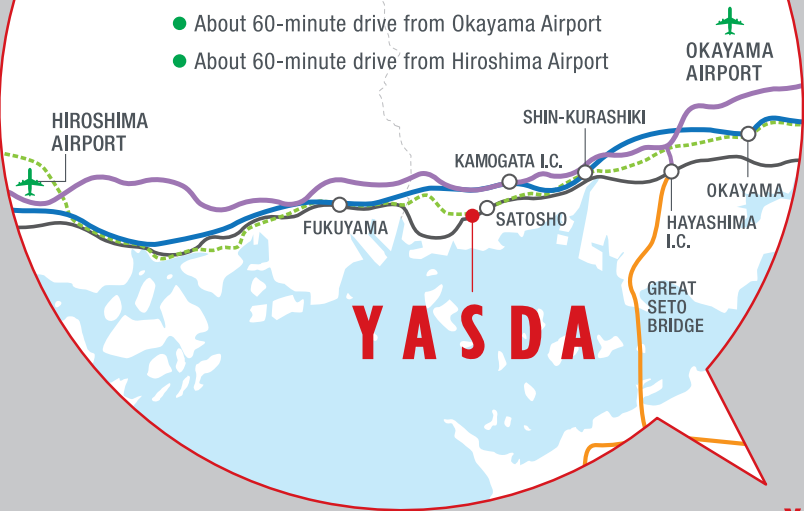 ● About 60-minute drive from Okayama Airport
● About 60-minute drive from Hiroshima Airport
OKAYAMA
AIRPORT
HIROSHIMA
AIRPORT
SHIN-KURASHIKI
KAMOGATA I.C.
OKAYAMA
FUKUYAMA
SATOSHO
HAYASHIMA
I.C.
GREAT
SETO
BRIDGE
YASDA